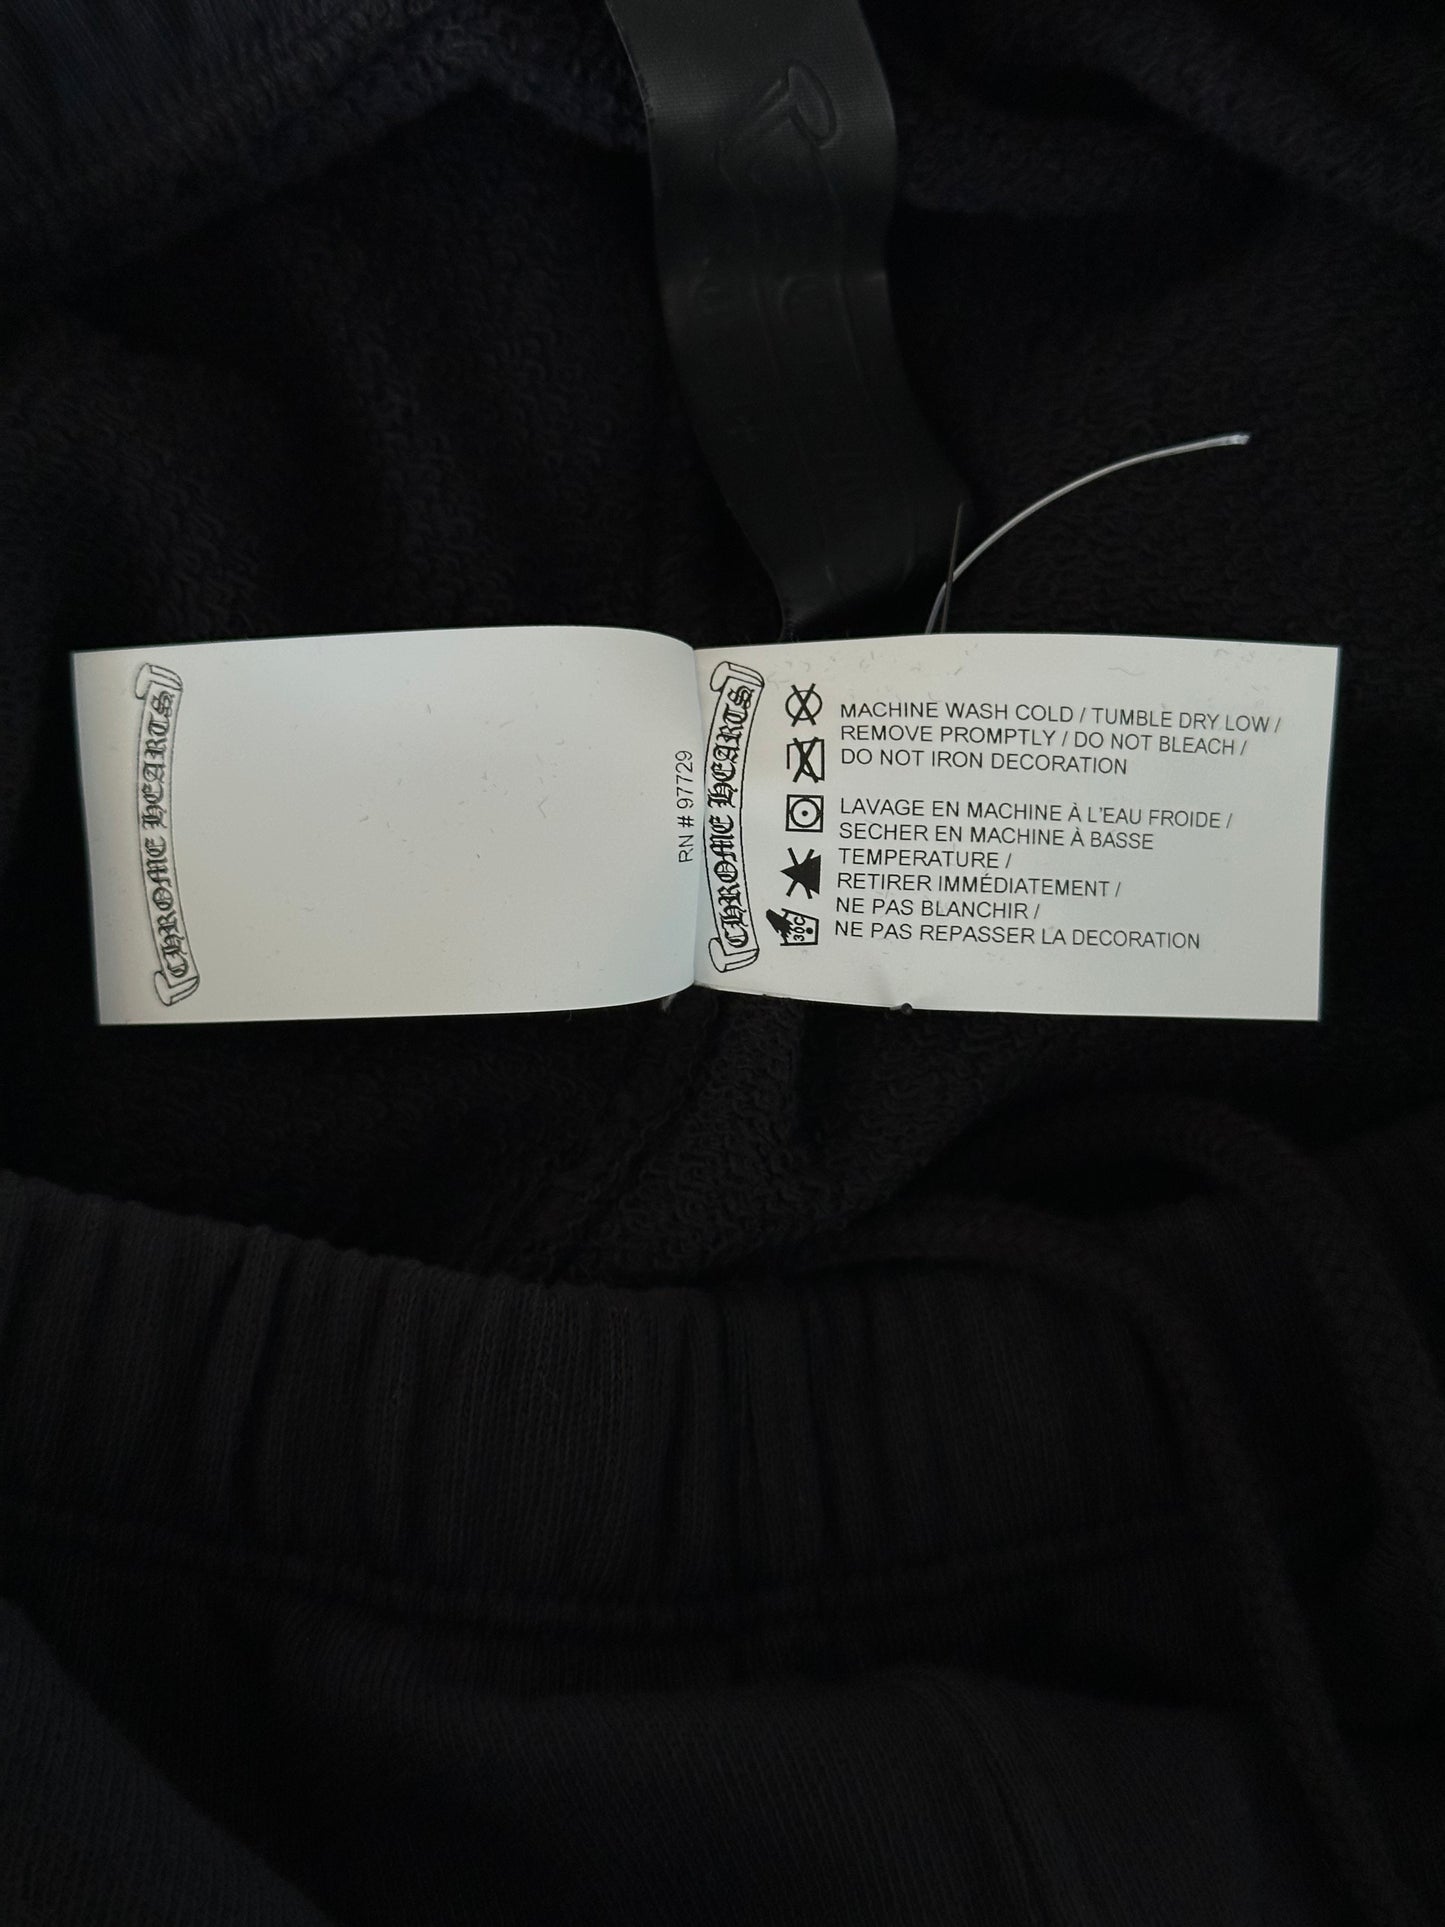 CHROME HEARTS
RN # 97729
CHROME HEARTS
MACHINE WASH COLD / TUMBLE DRY LOW /
REMOVE PROMPTLY / DO NOT BLEACH /
DO NOT IRON DECORATION
LAVAGE EN MACHINE À L'EAU FROIDE /
SECHER EN MACHINE À BASSE
TEMPERATURE /
RETIRER IMMÉDIATEMENT /
NE PAS BLANCHIR /
NE PAS REPASSER LA DECORATION
30C